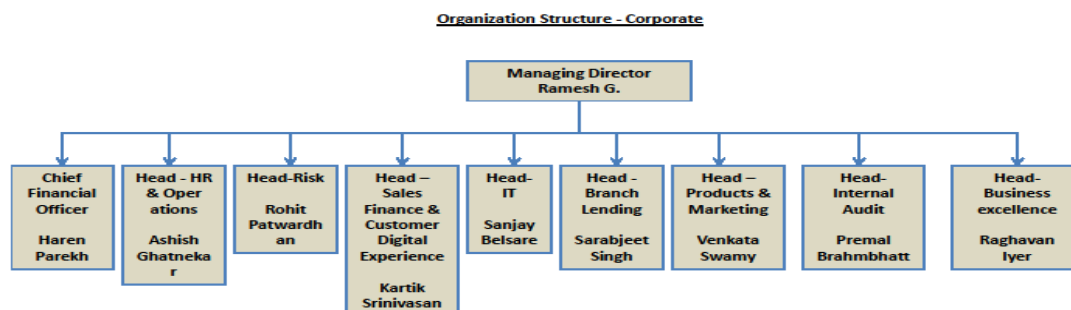 Organization Structure - Corporate
Managing Director
Ramesh G.
Chief
Financial
Officer
Haren
Parekh
Head - HR
& Oper
ations
Ashish
Ghatneka
r
Head-Risk
Rohit
Patwardh
an
Head –
Sales
Finance &
Customer
Digital
Experience
Kartik
Srinivasan
Head-
IT
Sanjay
Belsare
Head -
Branch
Lending
Sarabjeet
Singh
Head –
Products &
Marketing
Venkata
Swamy
Head-
Internal
Audit
Premal
Brahmbhatt
Head-
Business
excellence
Raghavan
Iyer